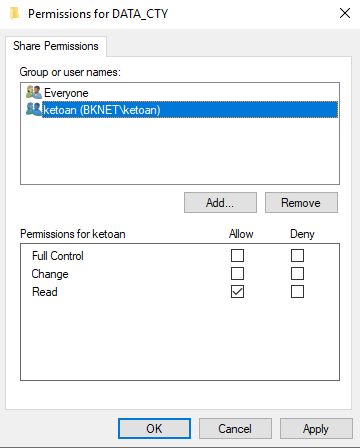 Permissions for DATA_CTY
Share Permissions
Group or user names:
Everyone
ketoan (BKNET\ketoan)
Add... Remove
Permissions for ketoan Allow Deny
Full Control
Change
Read
OK Cancel Apply